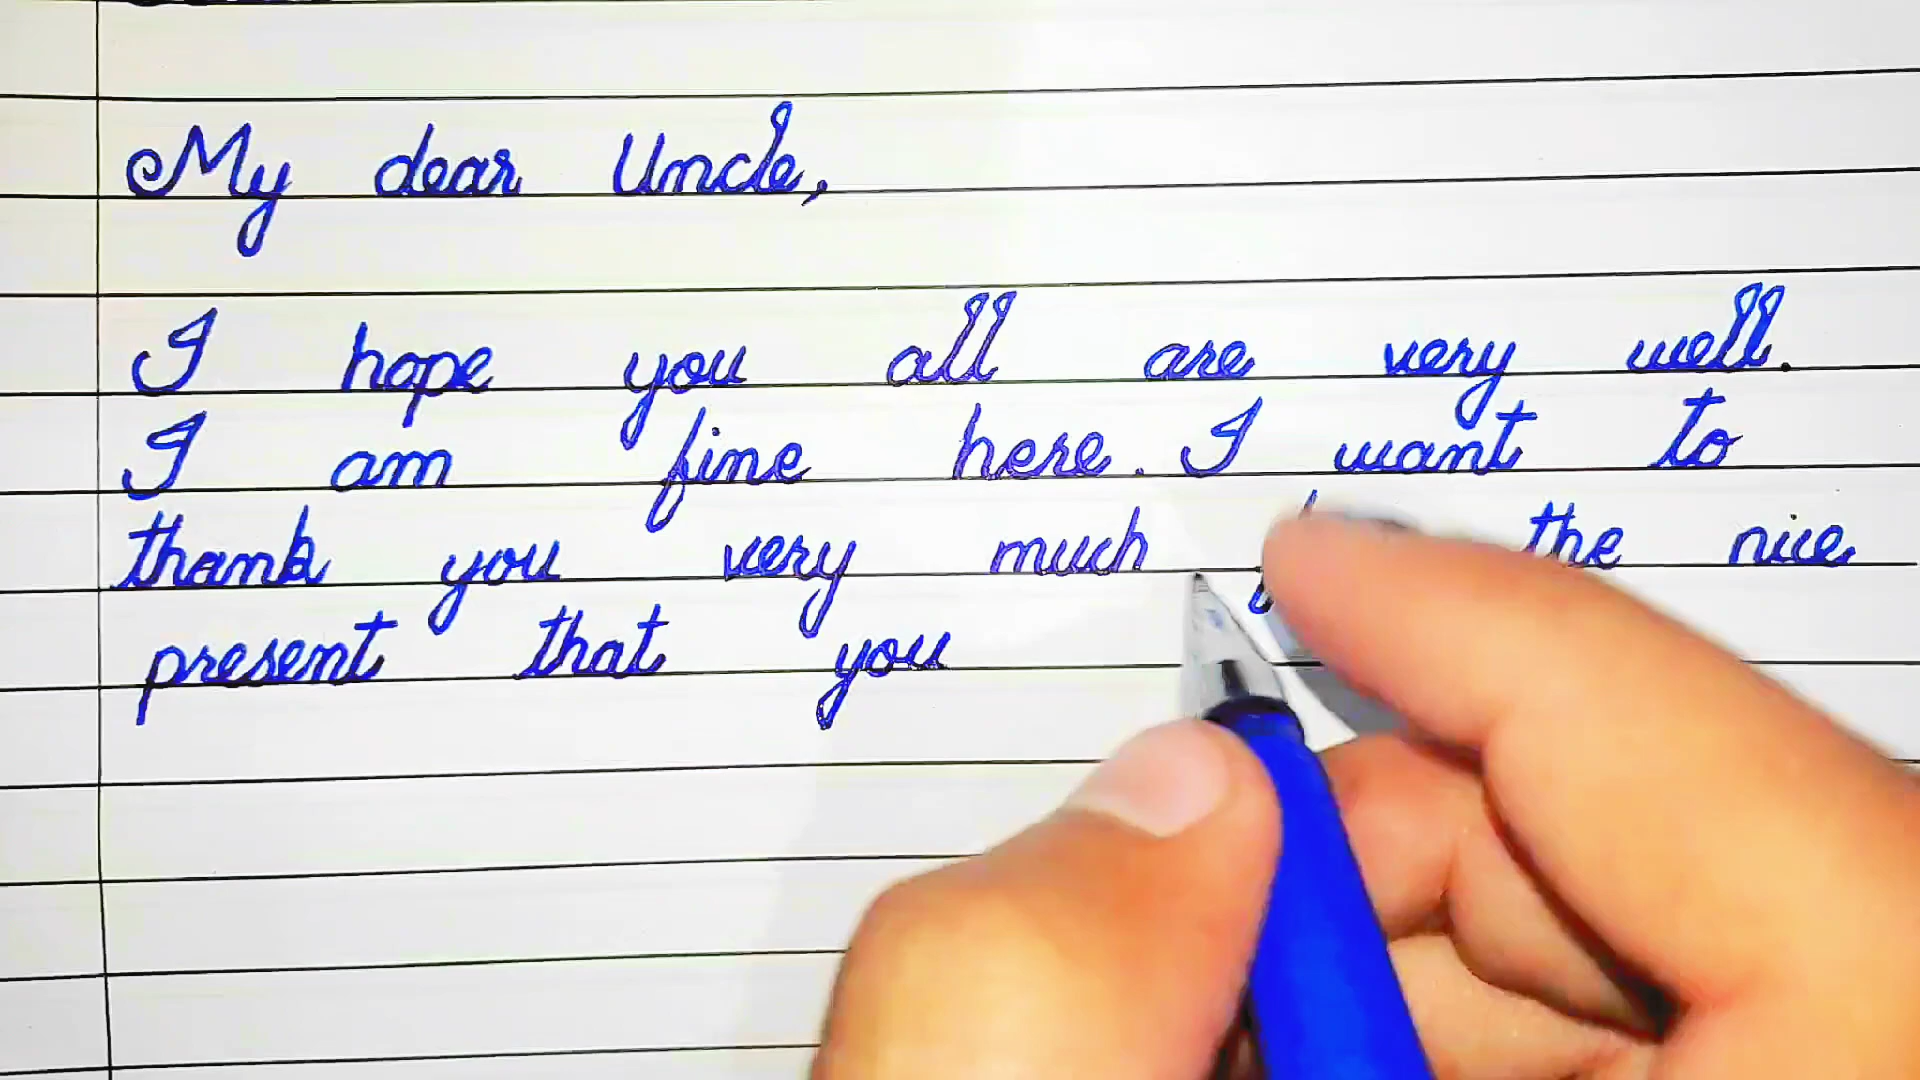 My dear Uncle,
I hope you all are very well.
I am fine here. I want to
thank you very much the nice
present that you